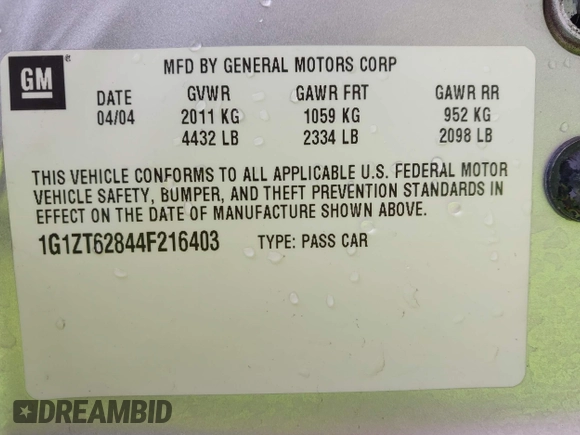 GM
MFD BY GENERAL MOTORS CORP
DATE GVWR GAWR FRT GAWR RR
04/04 2011 KG 1059 KG 952 KG
4432 LB 2334 LB 2098 LB
THIS VEHICLE CONFORMS TO ALL APPLICABLE U.S. FEDERAL MOTOR
VEHICLE SAFETY, BUMPER, AND THEFT PREVENTION STANDARDS IN
EFFECT ON THE DATE OF MANUFACTURE SHOWN ABOVE.
1G1ZT62844F216403 TYPE: PASS CAR
DREAMBID